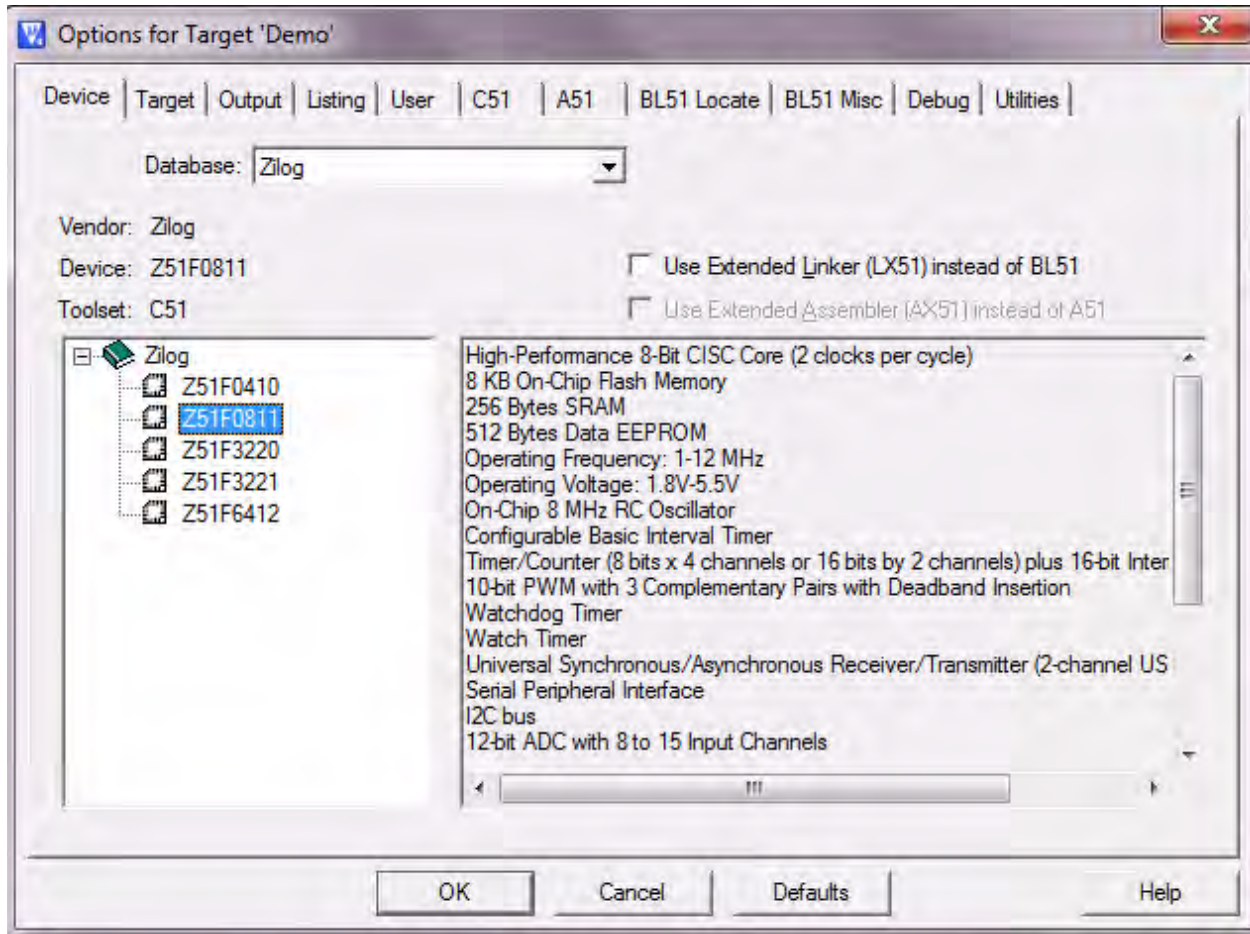 Options for Target 'Demo'
Device Target Output Listing User C51 A51 BL51 Locate BL51 Misc Debug Utilities
Database: Zilog
Vendor: Zilog
Device: Z51F0811
Use Extended Linker (LX51) instead of BL51
Toolset: C51
Use Extended Assembler (AX51) instead of A51
Zilog
Z51F0410
Z51F0811
Z51F3220
Z51F3221
Z51F6412
High-Performance 8-Bit CISC Core (2 clocks per cycle)
8 KB On-Chip Flash Memory
256 Bytes SRAM
512 Bytes Data EEPROM
Operating Frequency: 1-12 MHz
Operating Voltage: 1.8V-5.5V
On-Chip 8 MHz RC Oscillator
Configurable Basic Interval Timer
Timer/Counter (8 bits x 4 channels or 16 bits by 2 channels) plus 16-bit Inter
10-bit PWM with 3 Complementary Pairs with Deadband Insertion
Watchdog Timer
Watch Timer
Universal Synchronous/Asynchronous Receiver/Transmitter (2-channel US
Serial Peripheral Interface
I2C bus
12-bit ADC with 8 to 15 Input Channels
OK Cancel Defaults Help